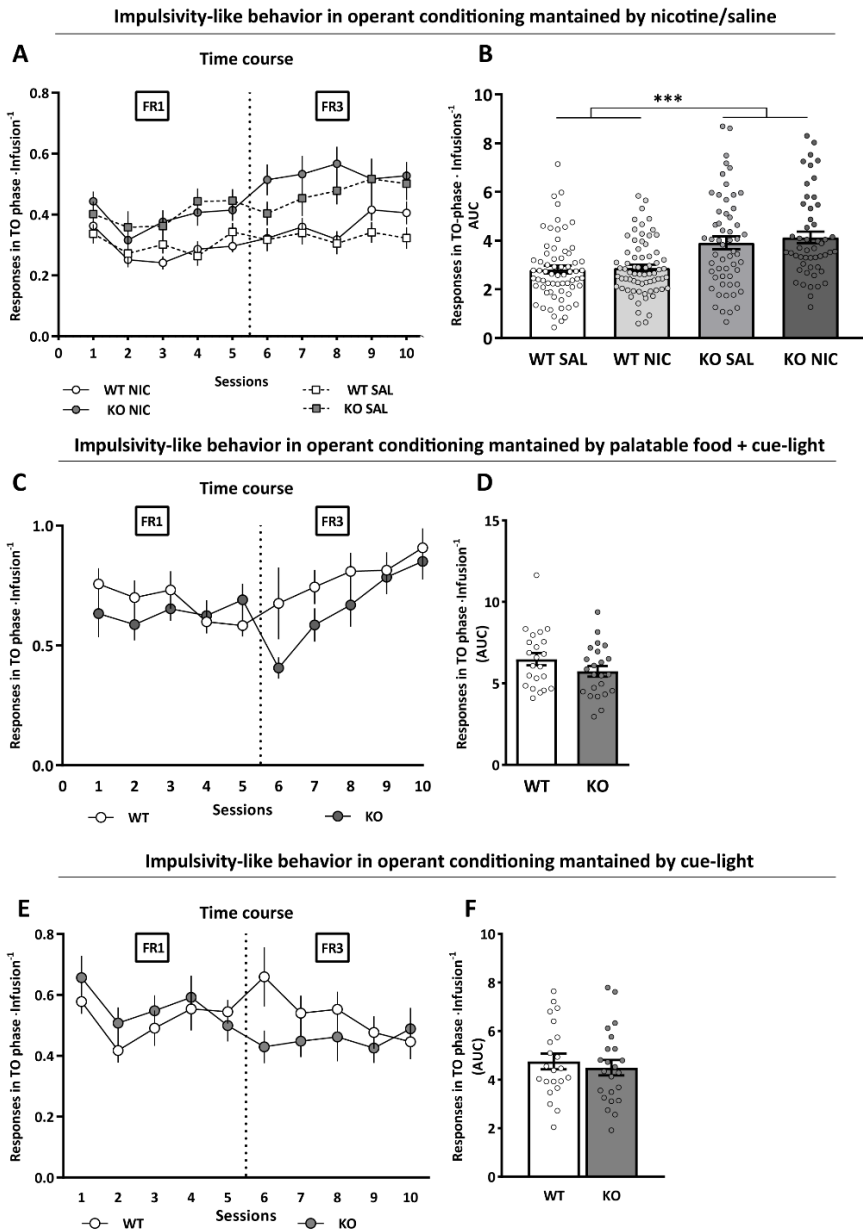 Impulsivity-like behavior in operant conditioning mantained by nicotine/saline
A
Time course
FR1
FR3
Responses in TO phase · Infusion⁻¹
0.8
0.6
0.4
0.2
0.0
0 1 2 3 4 5 6 7 8 9 10
Sessions
WT NIC
WT SAL
KO NIC
KO SAL
B
***
Responses in TO-phase · Infusions⁻¹
AUC
10
8
6
4
2
0
WT SAL WT NIC KO SAL KO NIC
Impulsivity-like behavior in operant conditioning mantained by palatable food + cue-light
C
Time course
FR1
FR3
Responses in TO phase ·Infusion⁻¹
1.0
0.5
0.0
0 1 2 3 4 5 6 7 8 9 10
Sessions
WT
KO
D
Responses in TO phase ·Infusion⁻¹
(AUC)
15
10
5
0
WT KO
Impulsivity-like behavior in operant conditioning mantained by cue-light
E
Time course
FR1
FR3
Responses in TO phase ·Infusion⁻¹
0.8
0.6
0.4
0.2
0.0
1 2 3 4 5 6 7 8 9 10
Sessions
WT
KO
F
Responses in TO phase ·Infusion⁻¹
(AUC)
10
8
6
4
2
0
WT KO